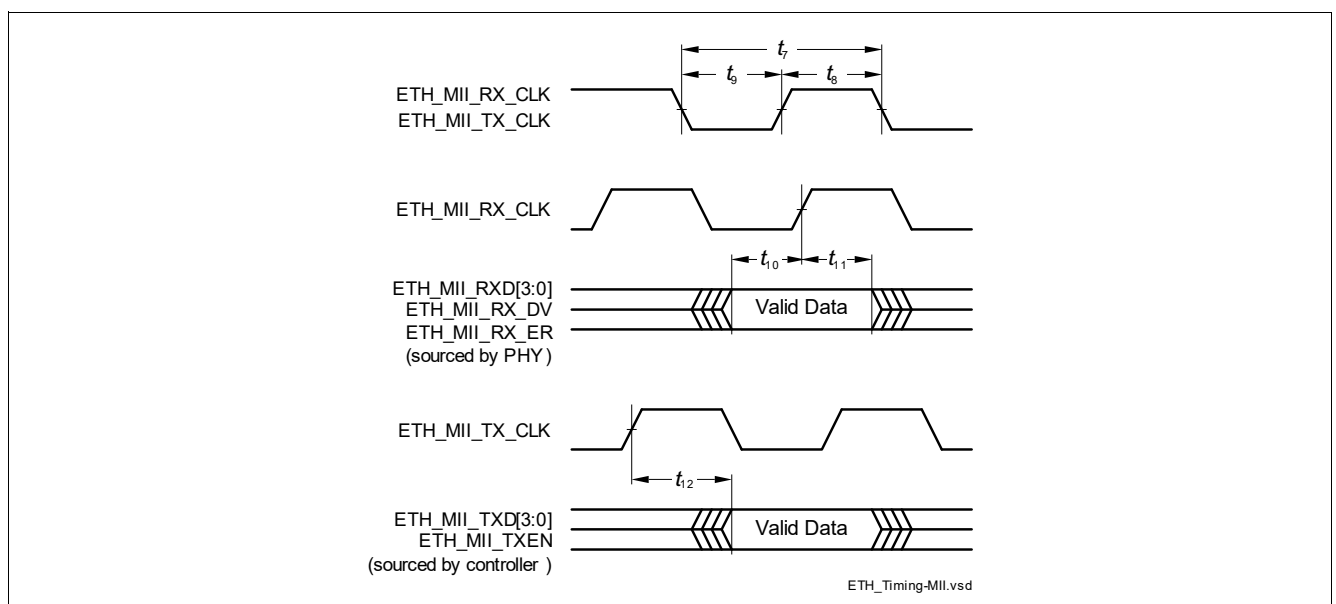 t7
t9
t8
ETH_MII_RX_CLK
ETH_MII_TX_CLK
ETH_MII_RX_CLK
t10
t11
ETH_MII_RXD[3:0]
ETH_MII_RX_DV
ETH_MII_RX_ER
(sourced by PHY )
Valid Data
ETH_MII_TX_CLK
t12
ETH_MII_TXD[3:0]
ETH_MII_TXEN
(sourced by controller )
Valid Data
ETH_Timing-MII.vsd